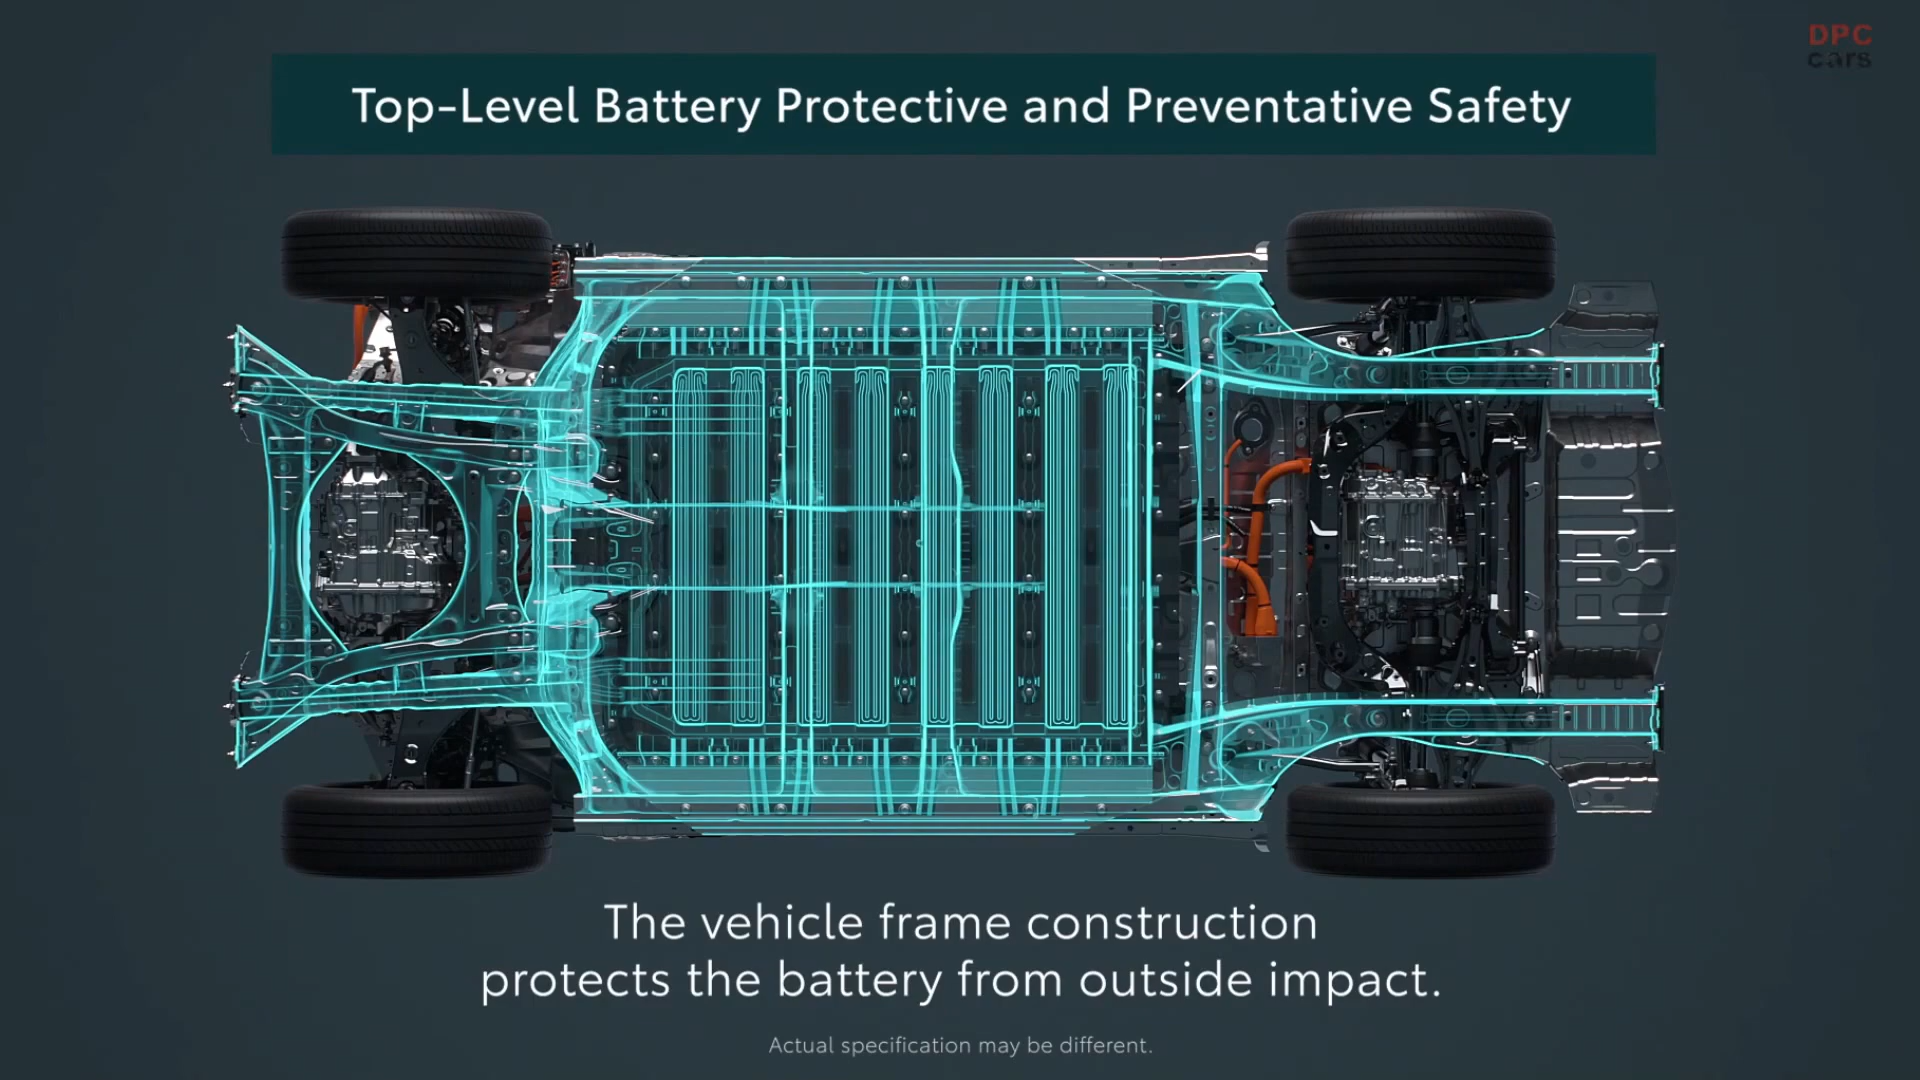 DPC
cars
Top-Level Battery Protective and Preventative Safety
The vehicle frame construction
protects the battery from outside impact.
Actual specification may be different.